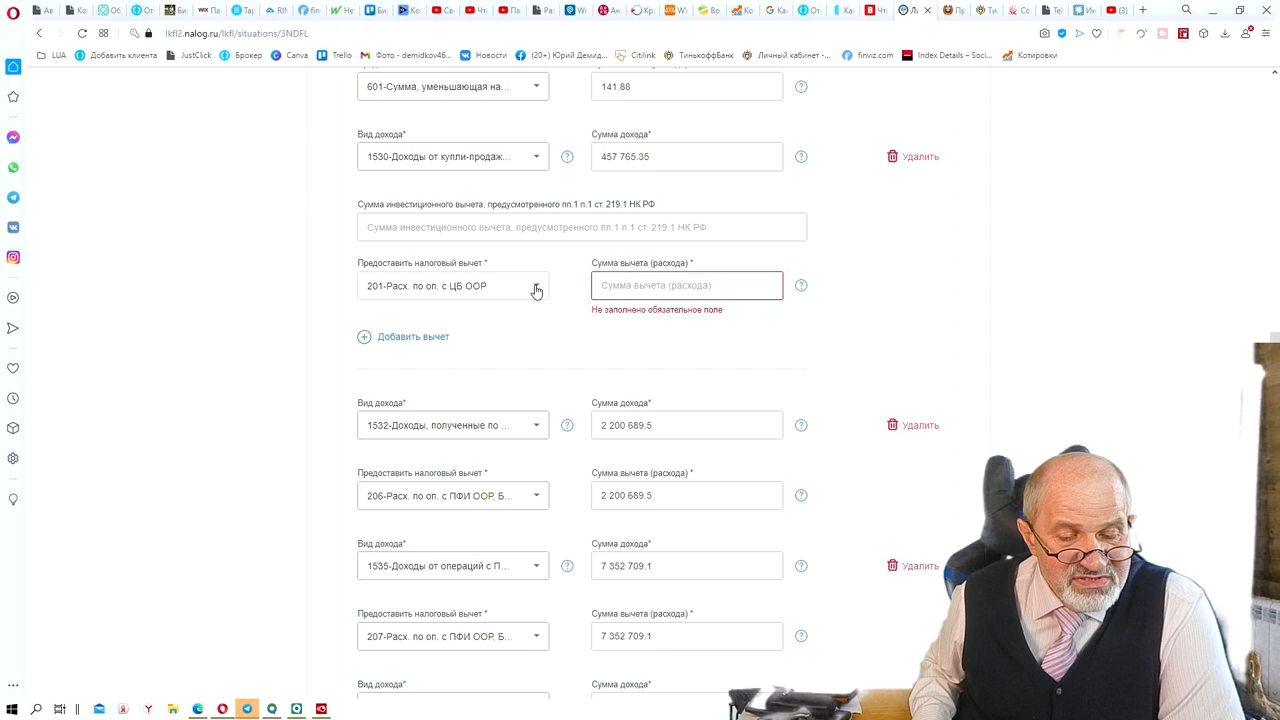 lkfl2.nalog.ru/lkfl/situations/3NDFL
LUA
Добавить клиента
JustClick
Брокер
Canva
Trello
Фото - demidkov46...
Новости
(20+) Юрий Демид...
Citilink
ТинькоффБанк
Личный кабинет -...
finviz.com
Index Details – Soci...
Котировки
601-Сумма, уменьшающая на...
141.88
Вид дохода*
Сумма дохода*
1530-Доходы от купли-продаж...
457 765.35
Удалить
Сумма инвестиционного вычета, предусмотренного пп.1 п.1 ст. 219.1 НК РФ
Сумма инвестиционного вычета, предусмотренного пп.1 п.1 ст. 219.1 НК РФ
Предоставить налоговый вычет *
Сумма вычета (расхода) *
201-Расх. по оп. с ЦБ ООР
Сумма вычета (расхода)
Не заполнено обязательное поле
Добавить вычет
Вид дохода*
Сумма дохода*
1532-Доходы, полученные по ...
2 200 689.5
Удалить
Предоставить налоговый вычет *
Сумма вычета (расхода) *
206-Расх. по оп. с ПФИ ООР, Б...
2 200 689.5
Вид дохода*
Сумма дохода*
1535-Доходы от операций с П...
7 352 709.1
Удалить
Предоставить налоговый вычет *
Сумма вычета (расхода) *
207-Расх. по оп. с ПФИ ООР, Б...
7 352 709.1
Вид дохода*
Сумма дохода*